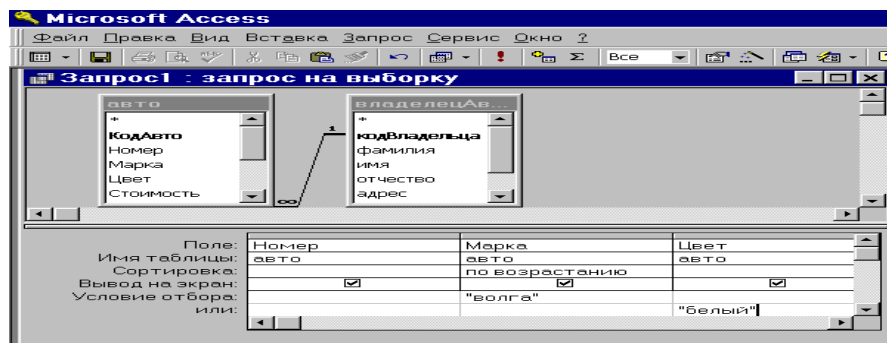 Microsoft Access
Файл Правка Вид Вставка Запрос Сервис Окно ?
Все
Запрос1 : запрос на выборку
авто
*
КодАвто
Номер
Марка
Цвет
Стоимость
1
∞
владелецАв...
*
кодВладельца
фамилия
имя
отчество
адрес
Поле: Номер Марка Цвет
Имя таблицы: авто авто авто
Сортировка: по возрастанию
Вывод на экран:
Условие отбора: "волга"
или: "белый"